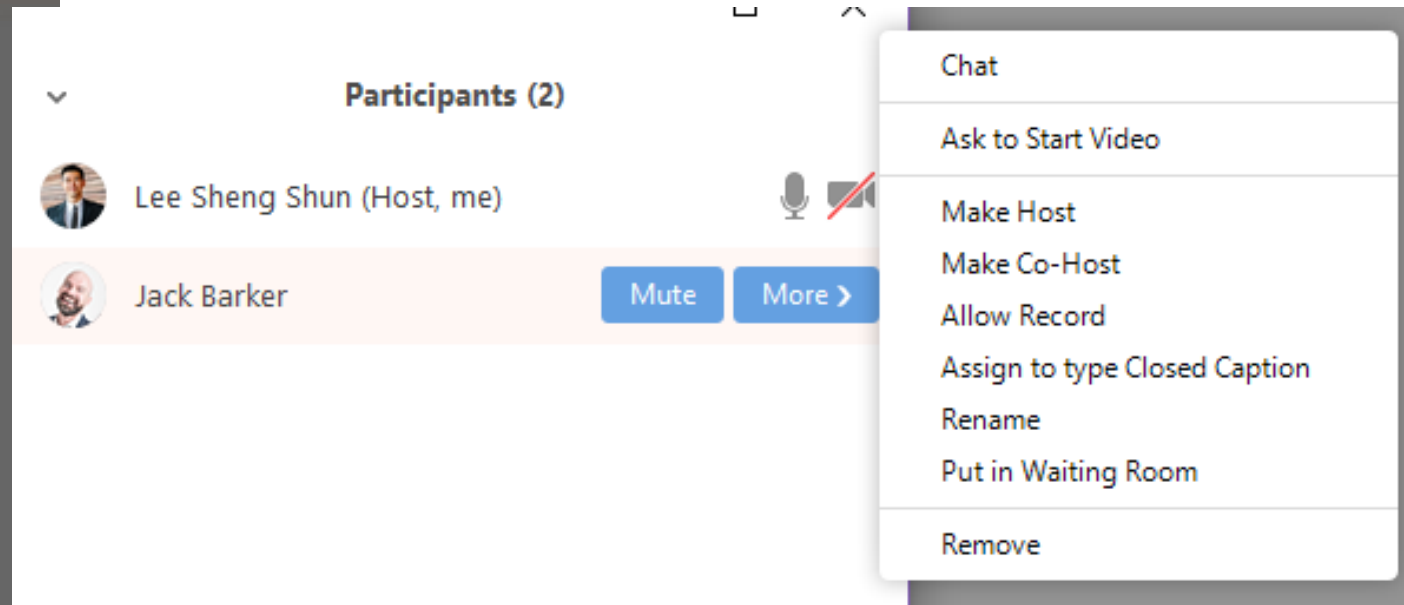 Participants (2)
Lee Sheng Shun (Host, me)
Jack Barker
Mute
More ❯
Chat
Ask to Start Video
Make Host
Make Co-Host
Allow Record
Assign to type Closed Caption
Rename
Put in Waiting Room
Remove